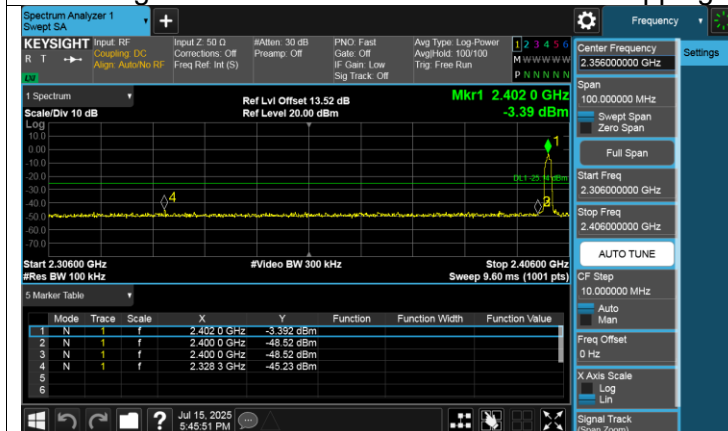 Spectrum Analyzer 1
Swept SA
+
Frequency
KEYSIGHT
R T
LXI
Input: RF
Coupling: DC
Align: Auto/No RF
Input Z: 50 Ω
Corrections: Off
Freq Ref: Int (S)
#Atten: 30 dB
Preamp: Off
PNO: Fast
Gate: Off
IF Gain: Low
Sig Track: Off
Avg Type: Log-Power
Avg|Hold: 100/100
Trig: Free Run
1 2 3 4 5 6
M W W W W W
P N N N N N
1 Spectrum
Scale/Div 10 dB
Ref Lvl Offset 13.52 dB
Ref Level 20.00 dBm
Mkr1 2.402 0 GHz
-3.39 dBm
Log
10.0
0.00
-10.0
-20.0
-30.0
-40.0
-50.0
-60.0
-70.0
1
4
DL1
dBm
Start 2.30600 GHz
#Res BW 100 kHz
#Video BW 300 kHz
Stop 2.40600 GHz
Sweep 9.60 ms (1001 pts)
5 Marker Table
Mode Trace Scale X Y Function Function Width Function Value
1 N 1 f 2.402 0 GHz -3.392 dBm
2 N 1 f 2.400 0 GHz -48.52 dBm
3 N 1 f 2.400 0 GHz -48.52 dBm
4 N 1 f 2.328 3 GHz -45.23 dBm
5
6
?
Jul 15, 2025
5:45:51 PM
Center Frequency
2.356000000 GHz
Settings
Span
100.000000 MHz
Swept Span
Zero Span
Full Span
Start Freq
2.306000000 GHz
Stop Freq
2.406000000 GHz
AUTO TUNE
CF Step
10.000000 MHz
Auto
Man
Freq Offset
0 Hz
X Axis Scale
Log
Lin
Signal Track
(Span Zoom)